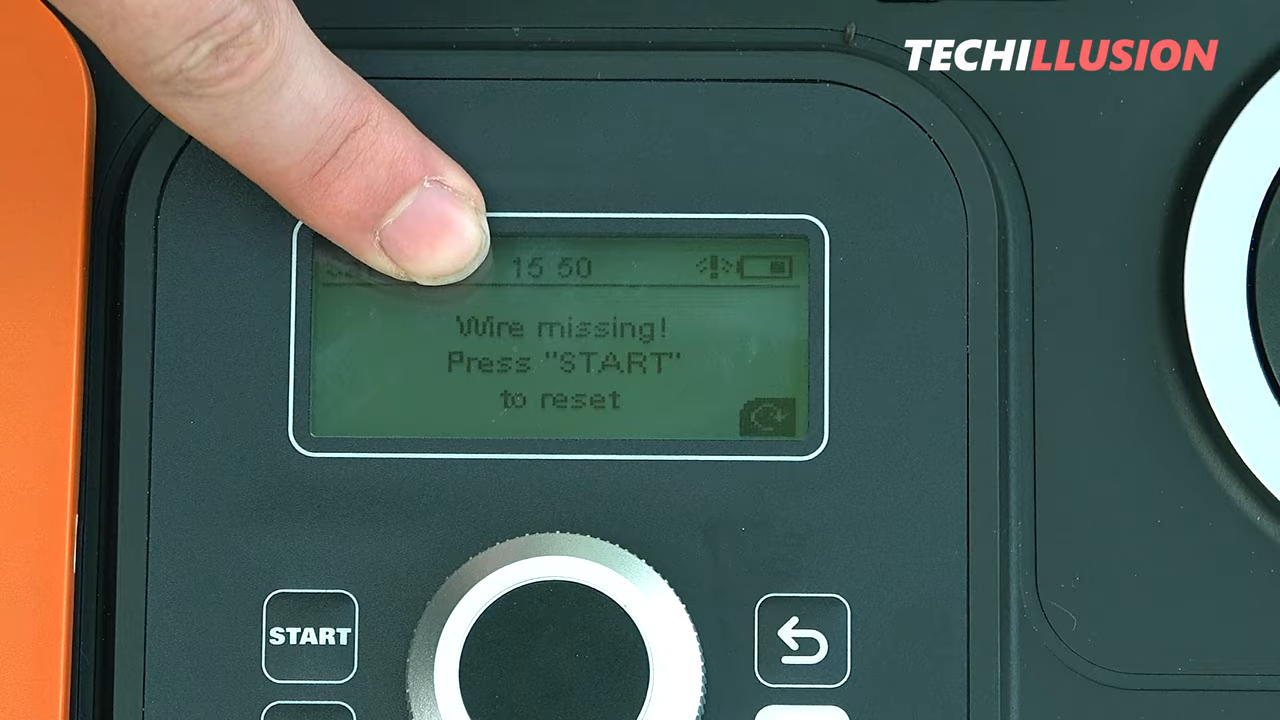 TECHILLUSION
15 50
Wire missing!
Press "START"
to reset
START